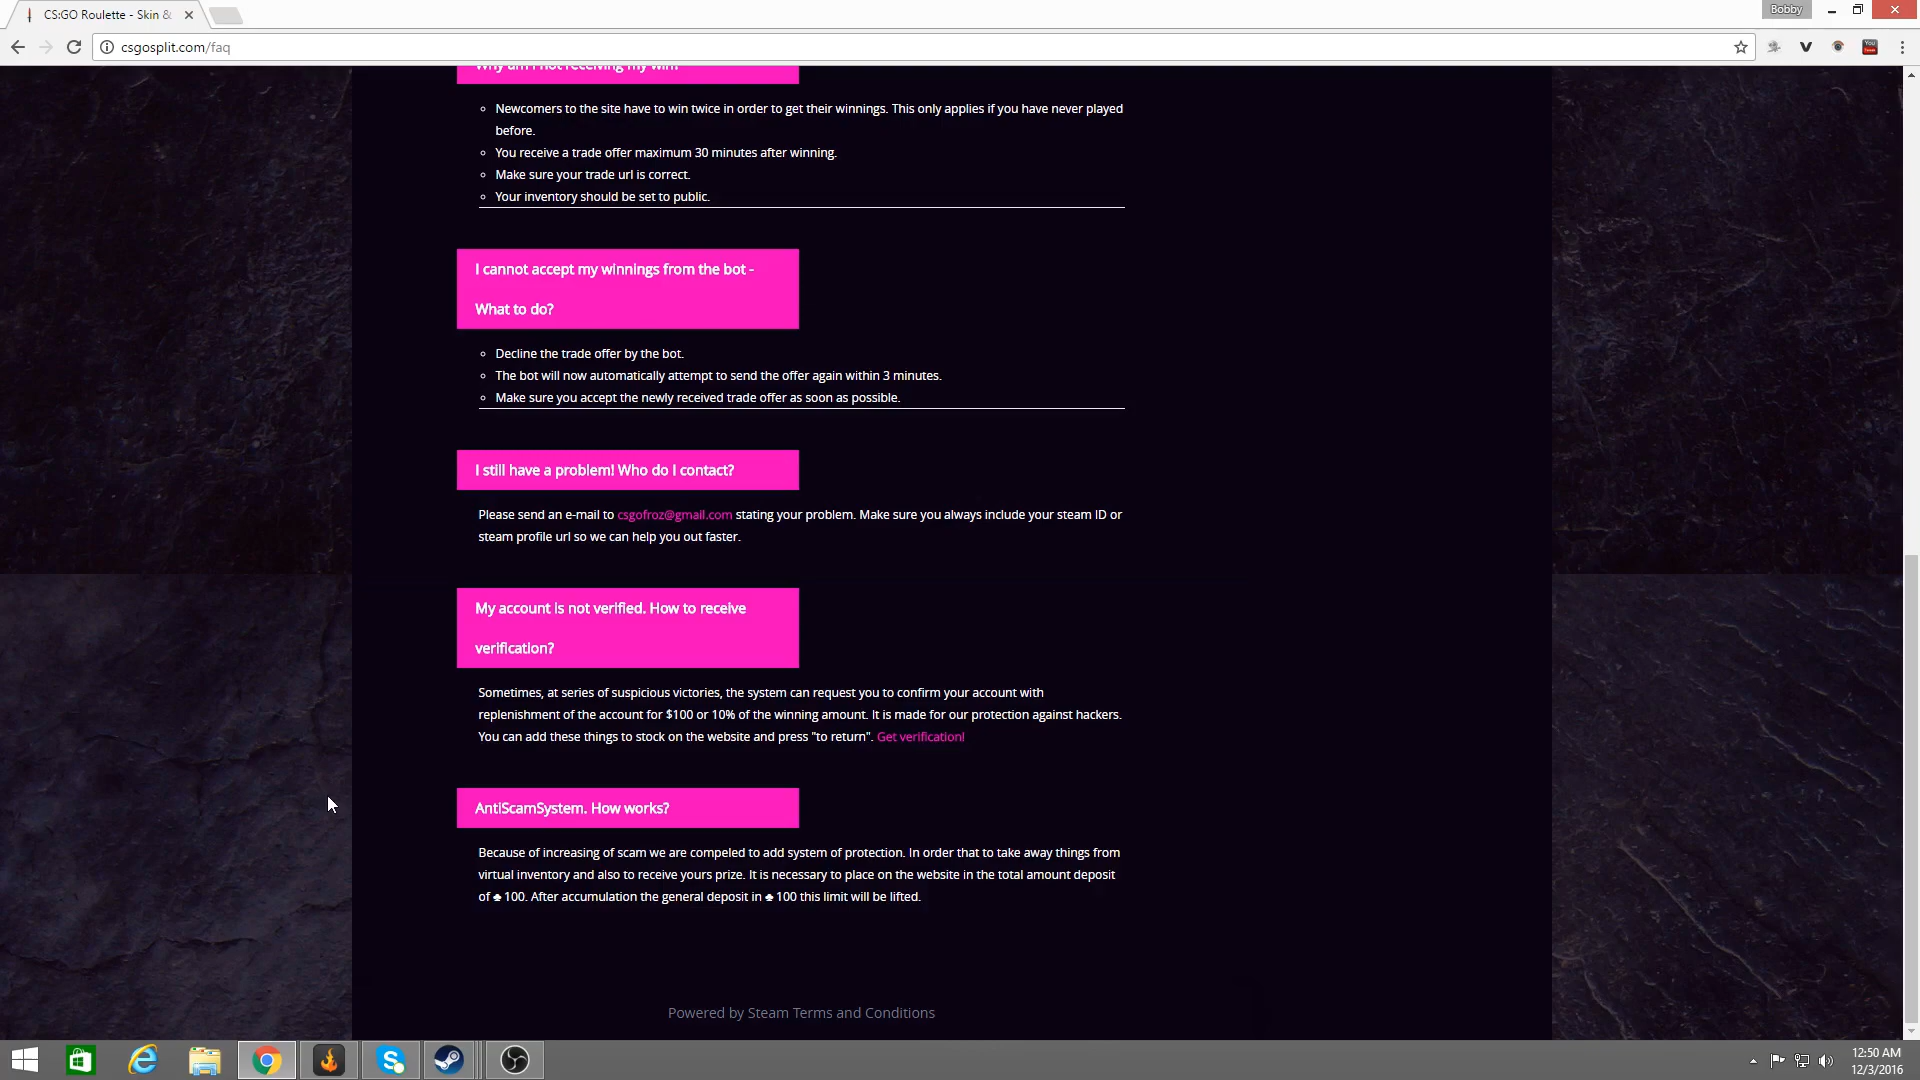 CS:GO Roulette - Skin &
Bobby
csgosplit.com/faq
Why am I not receiving my win?
Newcomers to the site have to win twice in order to get their winnings. This only applies if you have never played
before.
You receive a trade offer maximum 30 minutes after winning.
Make sure your trade url is correct.
Your inventory should be set to public.
I cannot accept my winnings from the bot -
What to do?
Decline the trade offer by the bot.
The bot will now automatically attempt to send the offer again within 3 minutes.
Make sure you accept the newly received trade offer as soon as possible.
I still have a problem! Who do I contact?
Please send an e-mail to csgofroz@gmail.com stating your problem. Make sure you always include your steam ID or
steam profile url so we can help you out faster.
My account is not verified. How to receive
verification?
Sometimes, at series of suspicious victories, the system can request you to confirm your account with
replenishment of the account for $100 or 10% of the winning amount. It is made for our protection against hackers.
You can add these things to stock on the website and press "to return". Get verification!
AntiScamSystem. How works?
Because of increasing of scam we are compeled to add system of protection. In order that to take away things from
virtual inventory and also to receive yours prize. It is necessary to place on the website in the total amount deposit
of ♣ 100. After accumulation the general deposit in ♣ 100 this limit will be lifted.
Powered by Steam Terms and Conditions
12:50 AM
12/3/2016